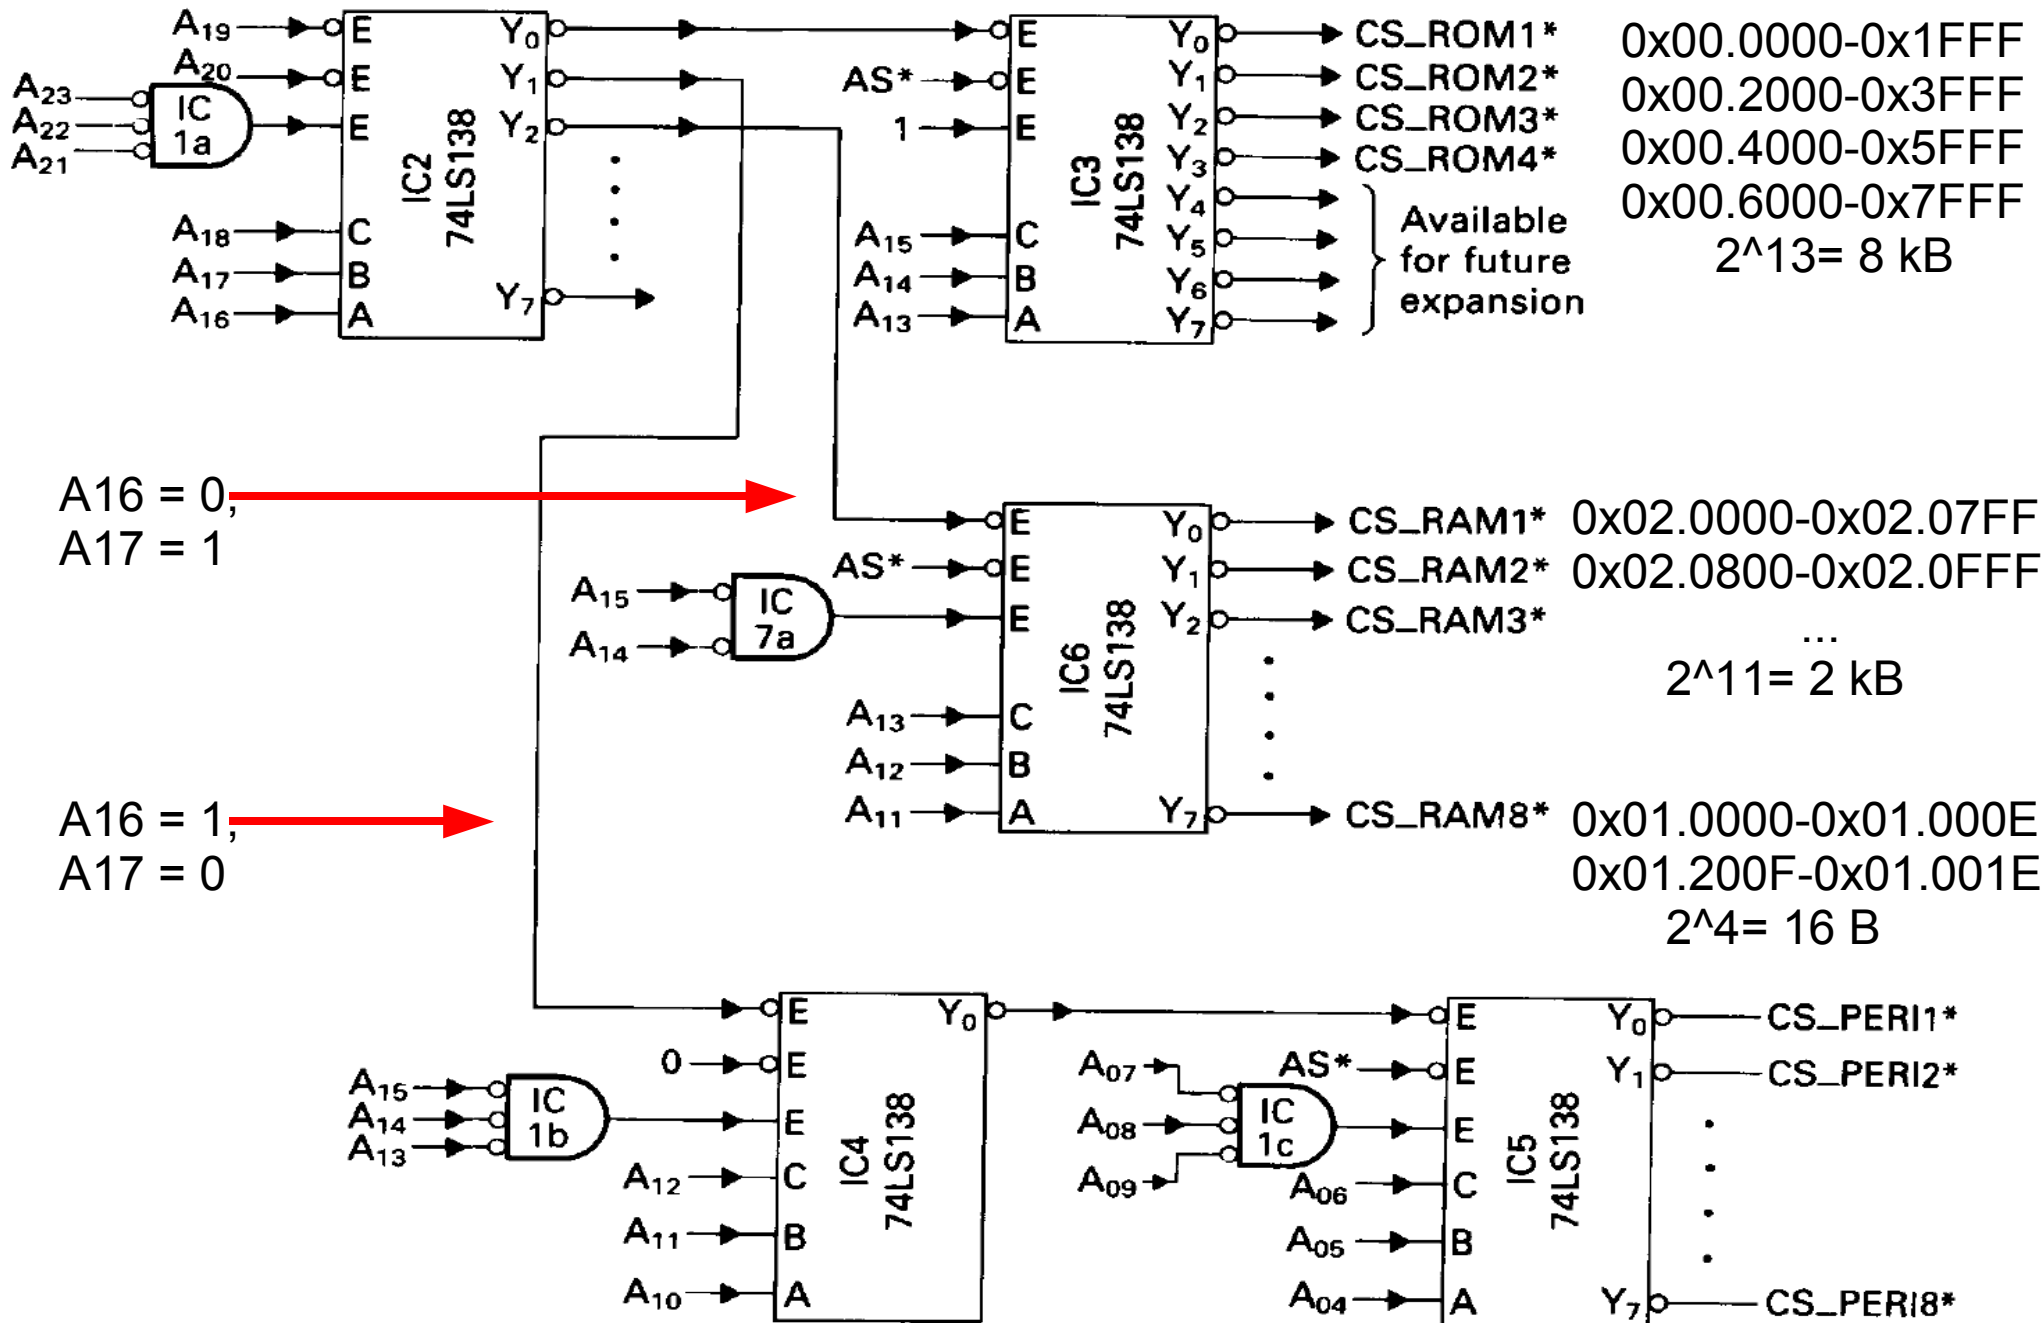 A19 E Y0 E Y0 CS_ROM1* 0x00.0000-0x1FFF
A20 E Y1 AS* E Y1 CS_ROM2* 0x00.2000-0x3FFF
A23 A22 A21 IC 1a E Y2 1 E Y2 CS_ROM3* 0x00.4000-0x5FFF
Y3 CS_ROM4* 0x00.6000-0x7FFF
IC2 74LS138 IC3 74LS138
Y4 Available
A18 C A15 C Y5 for future 2^13= 8 kB
A17 B A14 B Y6 expansion
A16 A Y7 A13 A Y7
A16 = 0,
A17 = 1
E Y0 CS_RAM1* 0x02.0000-0x02.07FF
AS* E Y1 CS_RAM2* 0x02.0800-0x02.0FFF
A15 A14 IC 7a E Y2 CS_RAM3* ...
IC6 74LS138 2^11= 2 kB
A13 C
A12 B
A11 A Y7 CS_RAM8* 0x01.0000-0x01.000E
A16 = 1,
A17 = 0 0x01.200F-0x01.001E
2^4= 16 B
E Y0 E Y0 CS_PERI1*
0 E AS* E Y1 CS_PERI2*
A15 A14 A13 IC 1b E A07 A08 A09 IC 1c E
IC4 74LS138 IC5 74LS138
A12 C A06 C
A11 B A05 B
A10 A A04 A Y7 CS_PERI8*